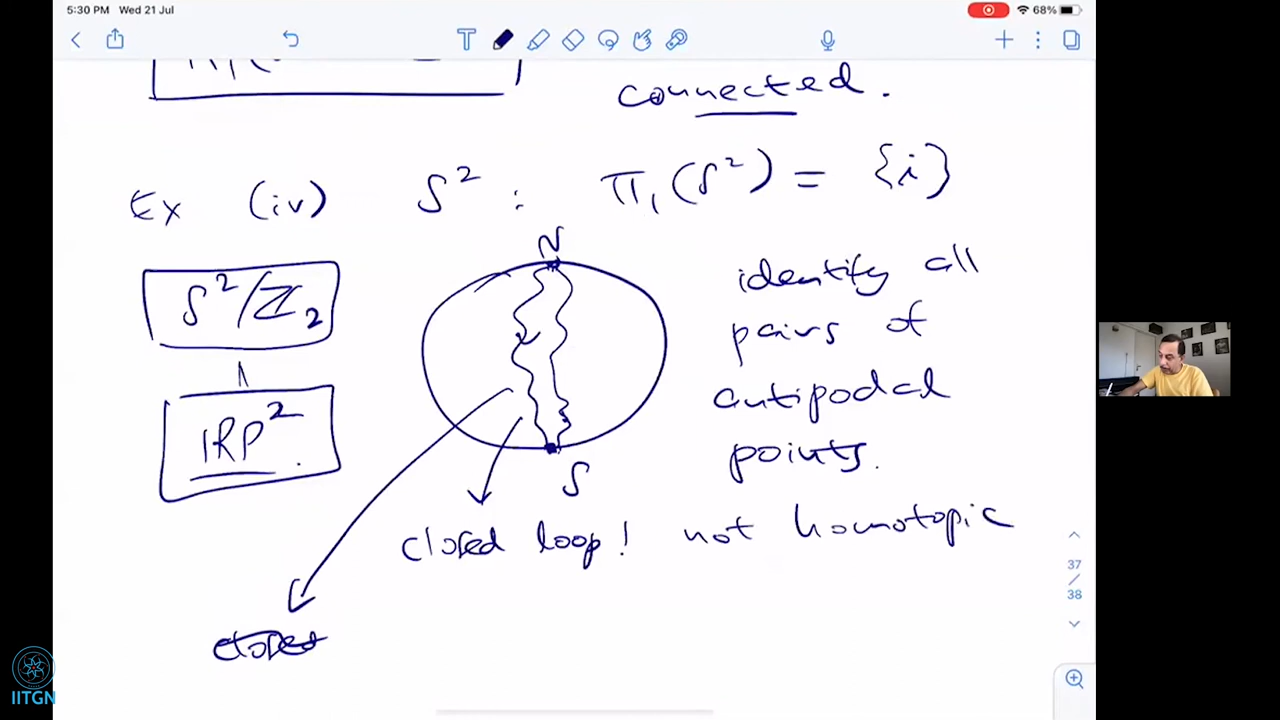 5:30 PM Wed 21 Jul
68%
T
connected.
Ex (iv) S² : π₁(S²) = {i}
N
S²/ℤ₂
identify all
pairs of
antipodal
points.
ℝP²
S
closed loop! not homotopic
closed
37
/
38
IITGN